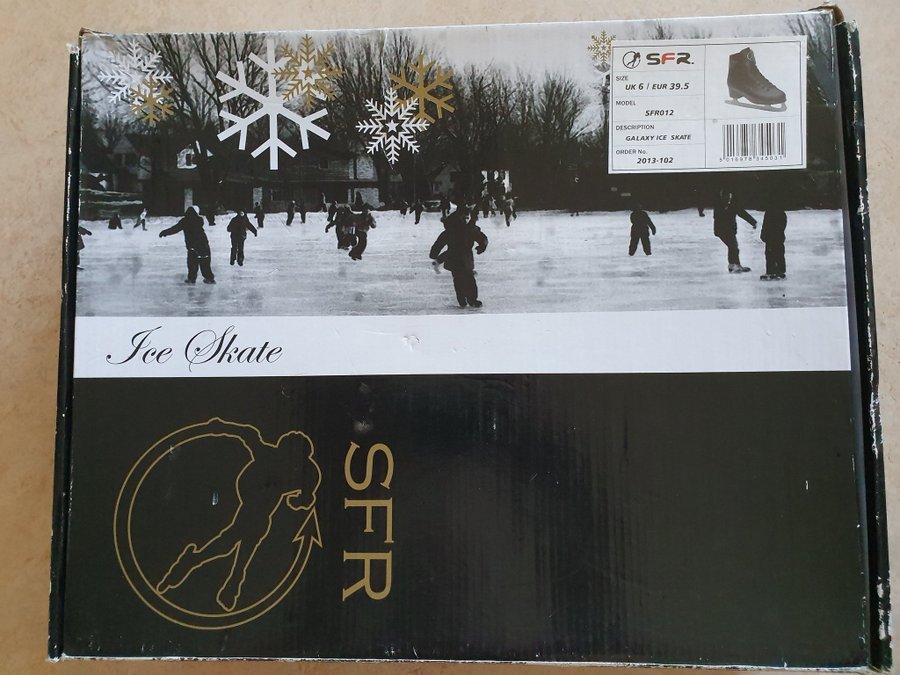 SFR.
SIZE
UK 6 / EUR 39.5
MODEL
SFR012
DESCRIPTION
GALAXY ICE SKATE
ORDER No.
2013-102
Ice Skate
SFR